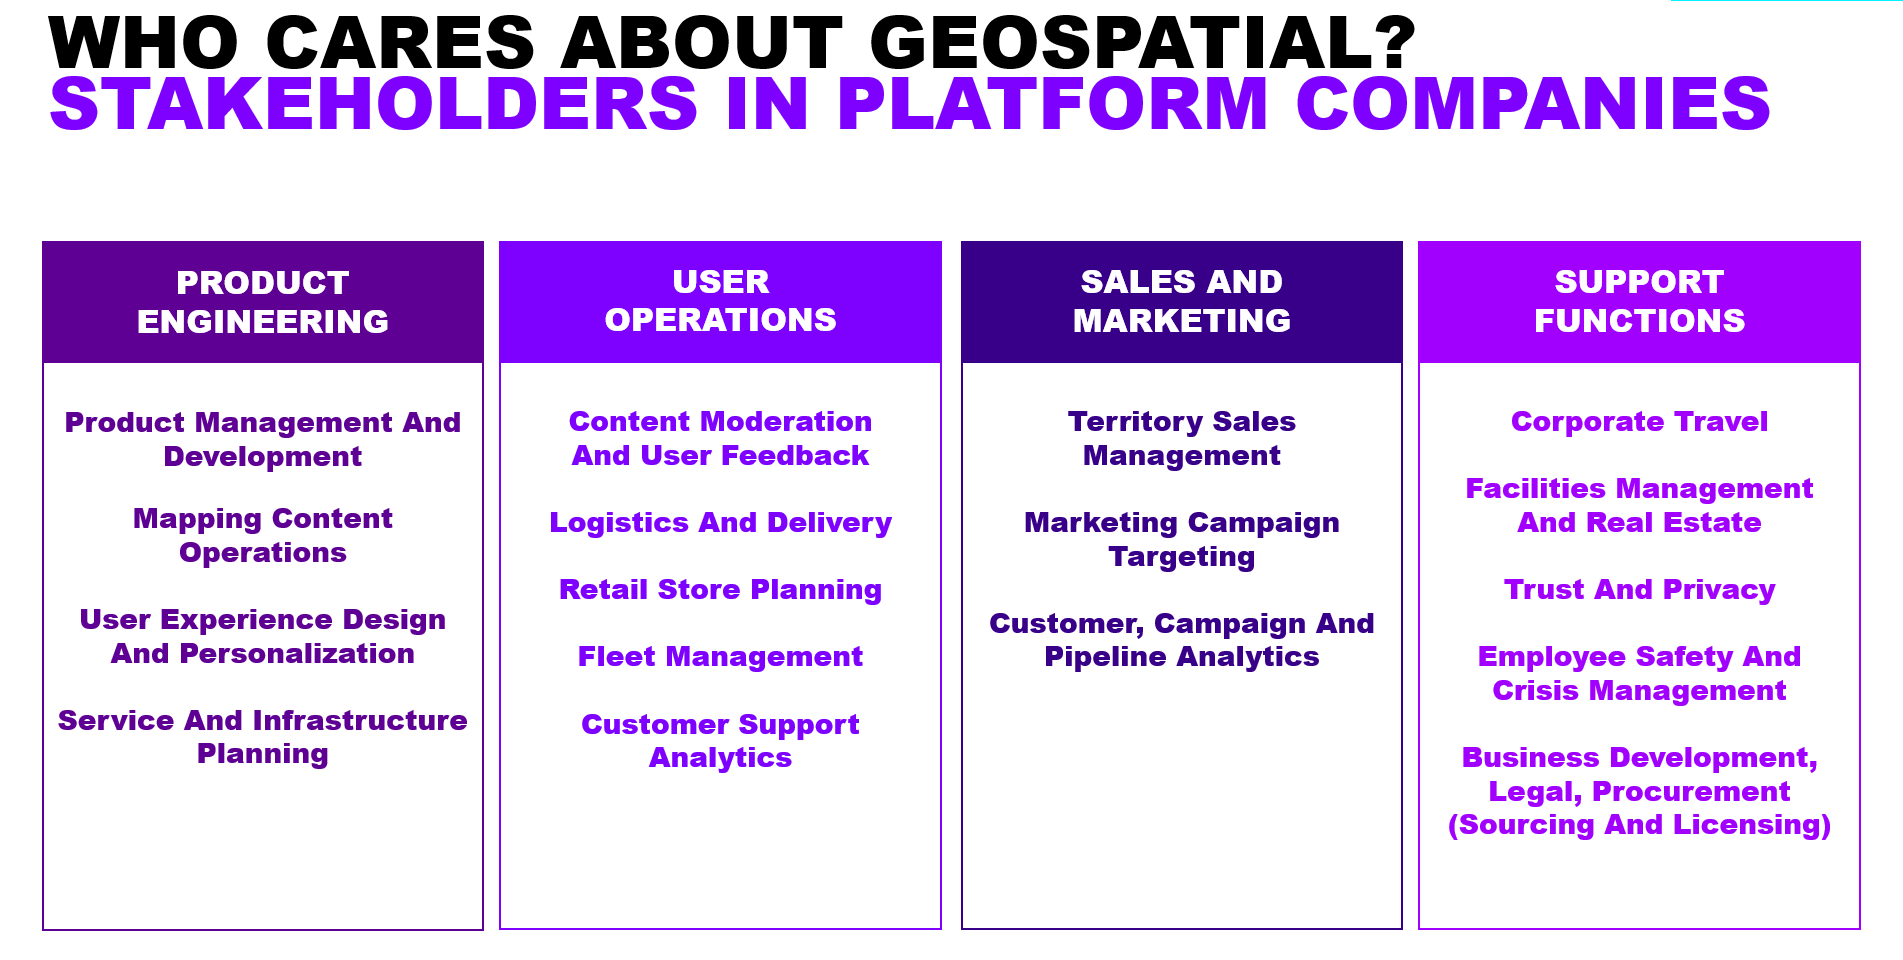 WHO CARES ABOUT GEOSPATIAL?
STAKEHOLDERS IN PLATFORM COMPANIES
PRODUCT
ENGINEERING
Product Management And
Development
Mapping Content
Operations
User Experience Design
And Personalization
Service And Infrastructure
Planning
USER
OPERATIONS
Content Moderation
And User Feedback
Logistics And Delivery
Retail Store Planning
Fleet Management
Customer Support
Analytics
SALES AND
MARKETING
Territory Sales
Management
Marketing Campaign
Targeting
Customer, Campaign And
Pipeline Analytics
SUPPORT
FUNCTIONS
Corporate Travel
Facilities Management
And Real Estate
Trust And Privacy
Employee Safety And
Crisis Management
Business Development,
Legal, Procurement
(Sourcing And Licensing)